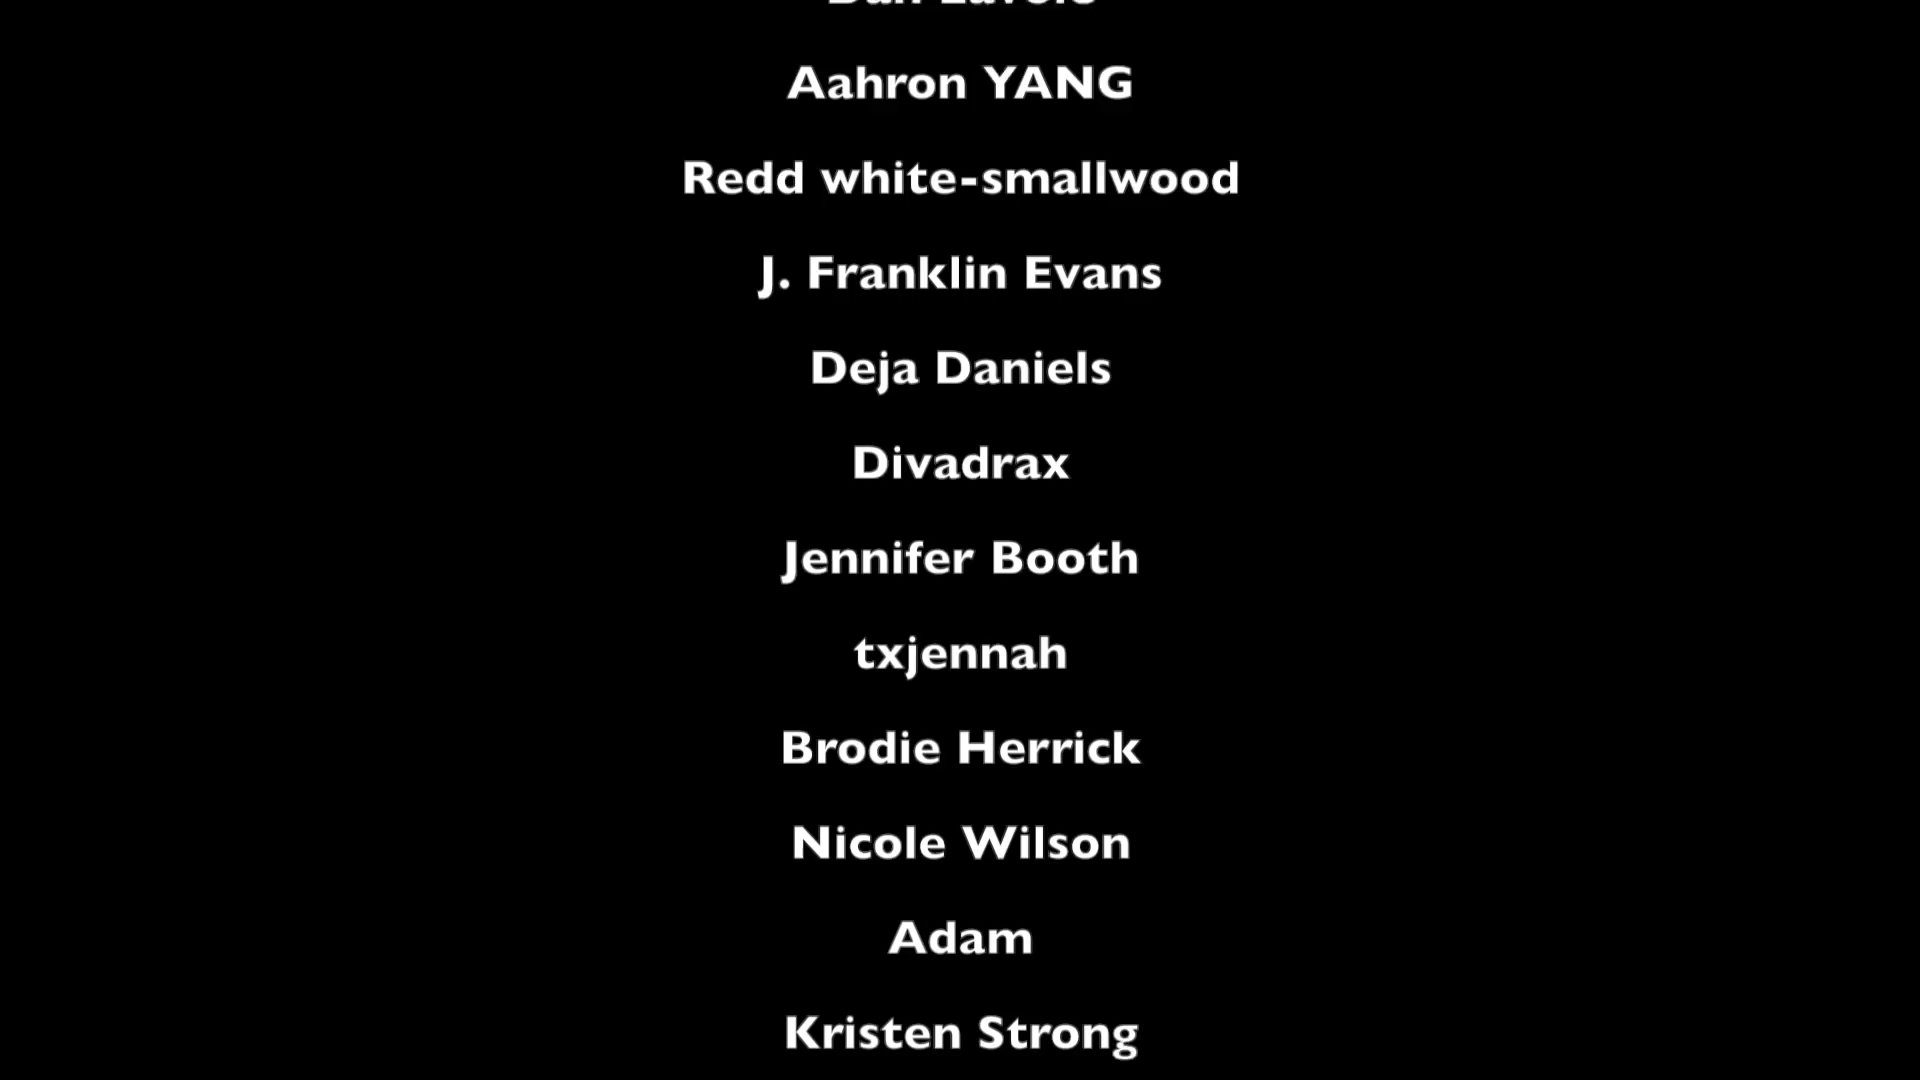 Aahron YANG
Redd white-smallwood
J. Franklin Evans
Deja Daniels
Divadrax
Jennifer Booth
txjennah
Brodie Herrick
Nicole Wilson
Adam
Kristen Strong